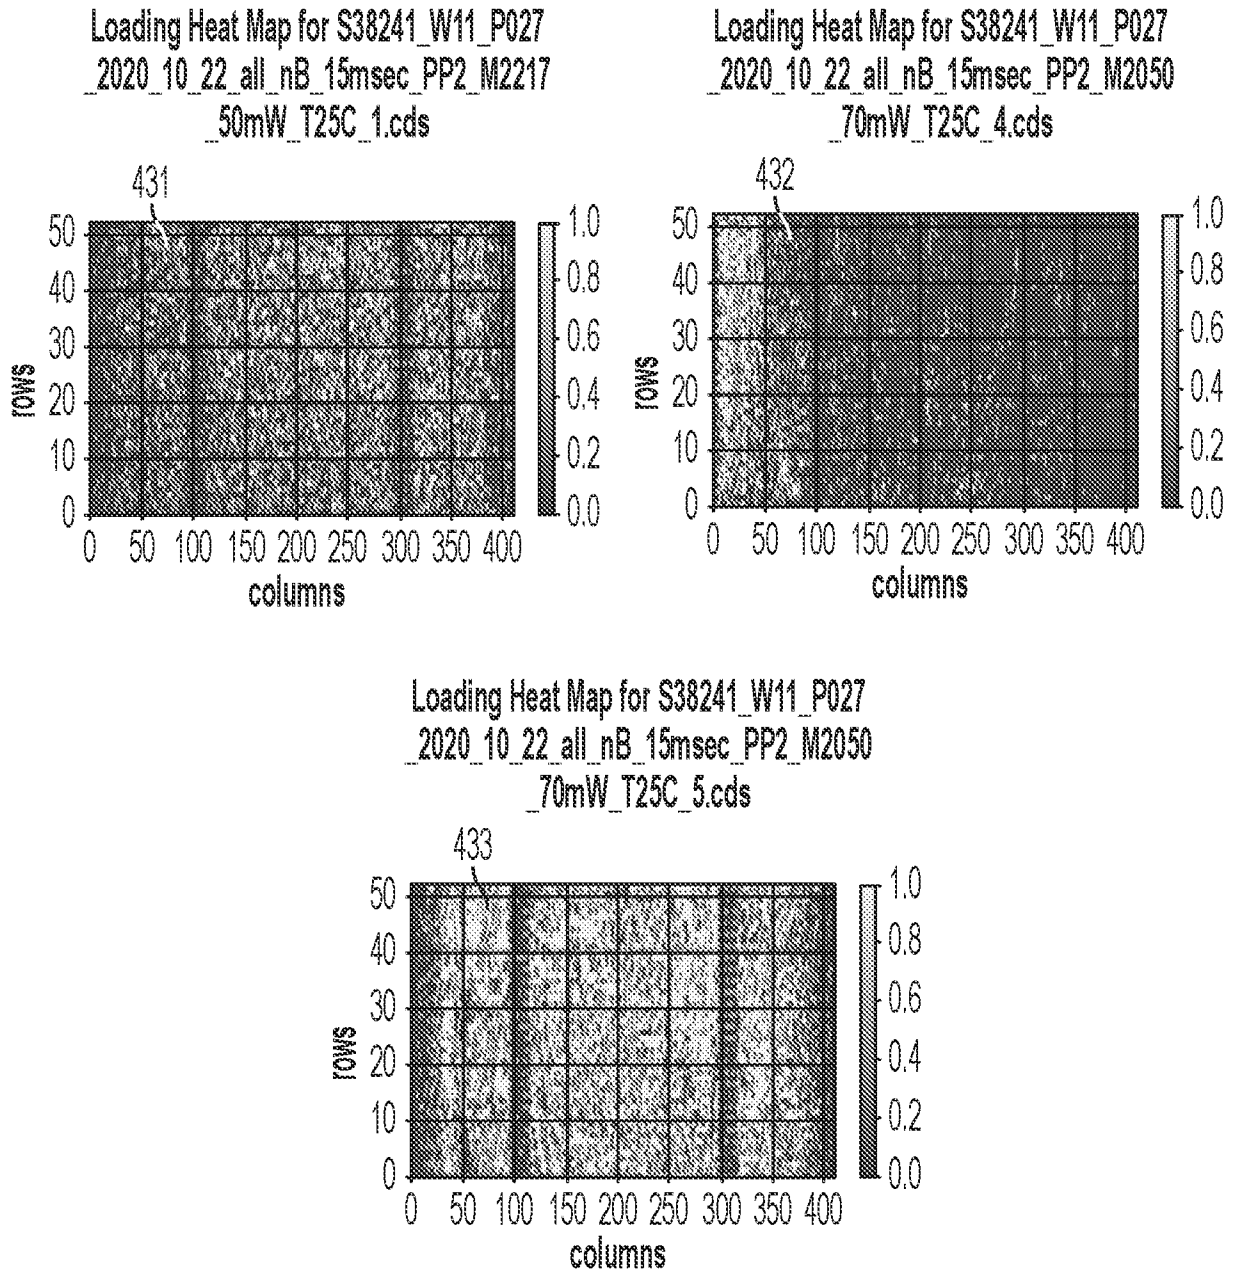 Loading Heat Map for S38241_W11_P027
_2020_10_22_all_nB_15msec_PP2_M2217
_50mW_T25C_1.cds
431
50
40
30
20
10
0
rows
0 50 100 150 200 250 300 350 400
columns
1.0
0.8
0.6
0.4
0.2
0.0
Loading Heat Map for S38241_W11_P027
_2020_10_22_all_nB_15msec_PP2_M2050
_70mW_T25C_4.cds
432
50
40
30
20
10
0
rows
0 50 100 150 200 250 300 350 400
columns
1.0
0.8
0.6
0.4
0.2
0.0
Loading Heat Map for S38241_W11_P027
_2020_10_22_all_nB_15msec_PP2_M2050
_70mW_T25C_5.cds
433
50
40
30
20
10
0
rows
0 50 100 150 200 250 300 350 400
columns
1.0
0.8
0.6
0.4
0.2
0.0